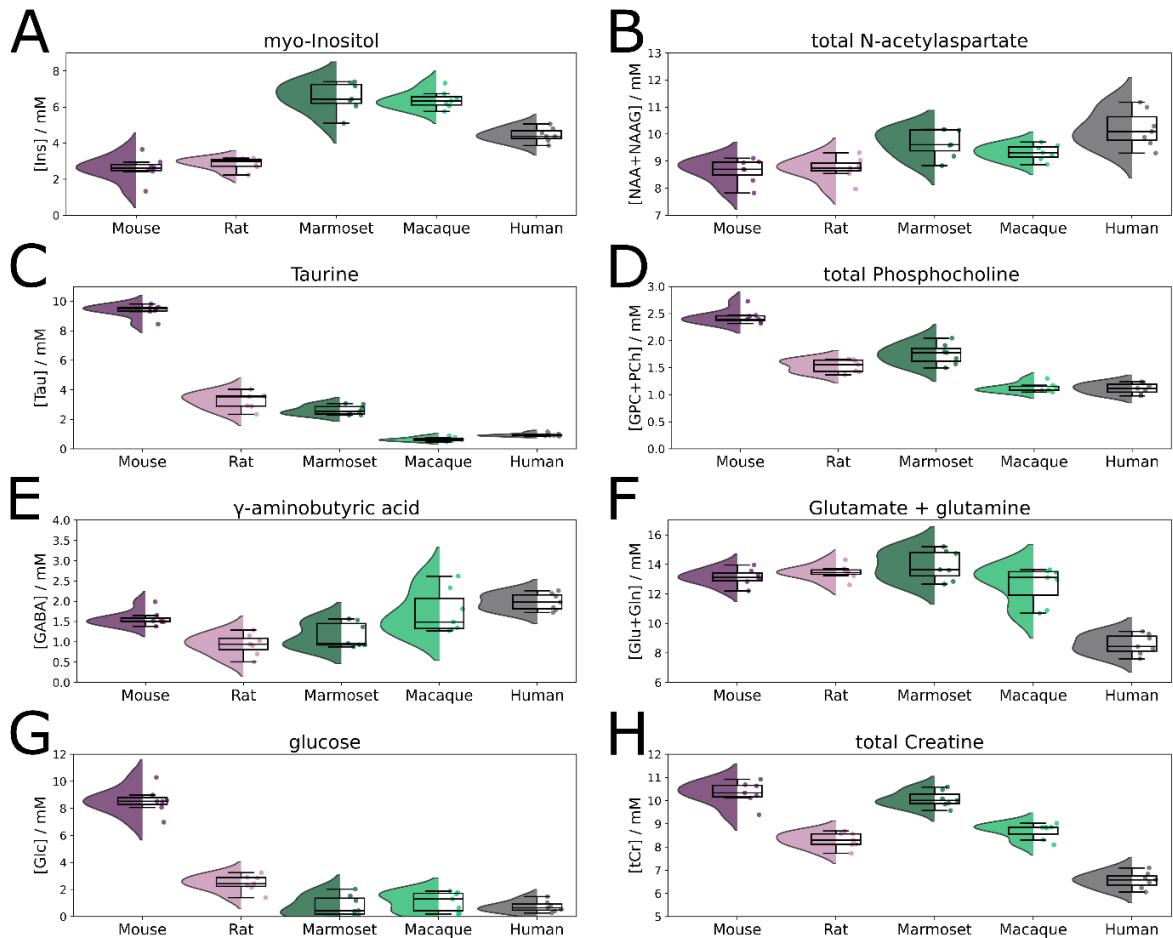 A
myo-Inositol
[Ins] / mM
8
6
4
2
0
Mouse Rat Marmoset Macaque Human
B
total N-acetylaspartate
[NAA+NAAG] / mM
13
12
11
10
9
8
7
Mouse Rat Marmoset Macaque Human
C
Taurine
[Tau] / mM
10
8
6
4
2
0
Mouse Rat Marmoset Macaque Human
D
total Phosphocholine
[GPC+PCh] / mM
3.0
2.5
2.0
1.5
1.0
0.5
0.0
Mouse Rat Marmoset Macaque Human
E
γ-aminobutyric acid
[GABA] / mM
4.0
3.5
3.0
2.5
2.0
1.5
1.0
0.5
0.0
Mouse Rat Marmoset Macaque Human
F
Glutamate + glutamine
[Glu+Gln] / mM
16
14
12
10
8
6
Mouse Rat Marmoset Macaque Human
G
glucose
[Glc] / mM
12
10
8
6
4
2
0
Mouse Rat Marmoset Macaque Human
H
total Creatine
[tCr] / mM
12
11
10
9
8
7
6
5
Mouse Rat Marmoset Macaque Human